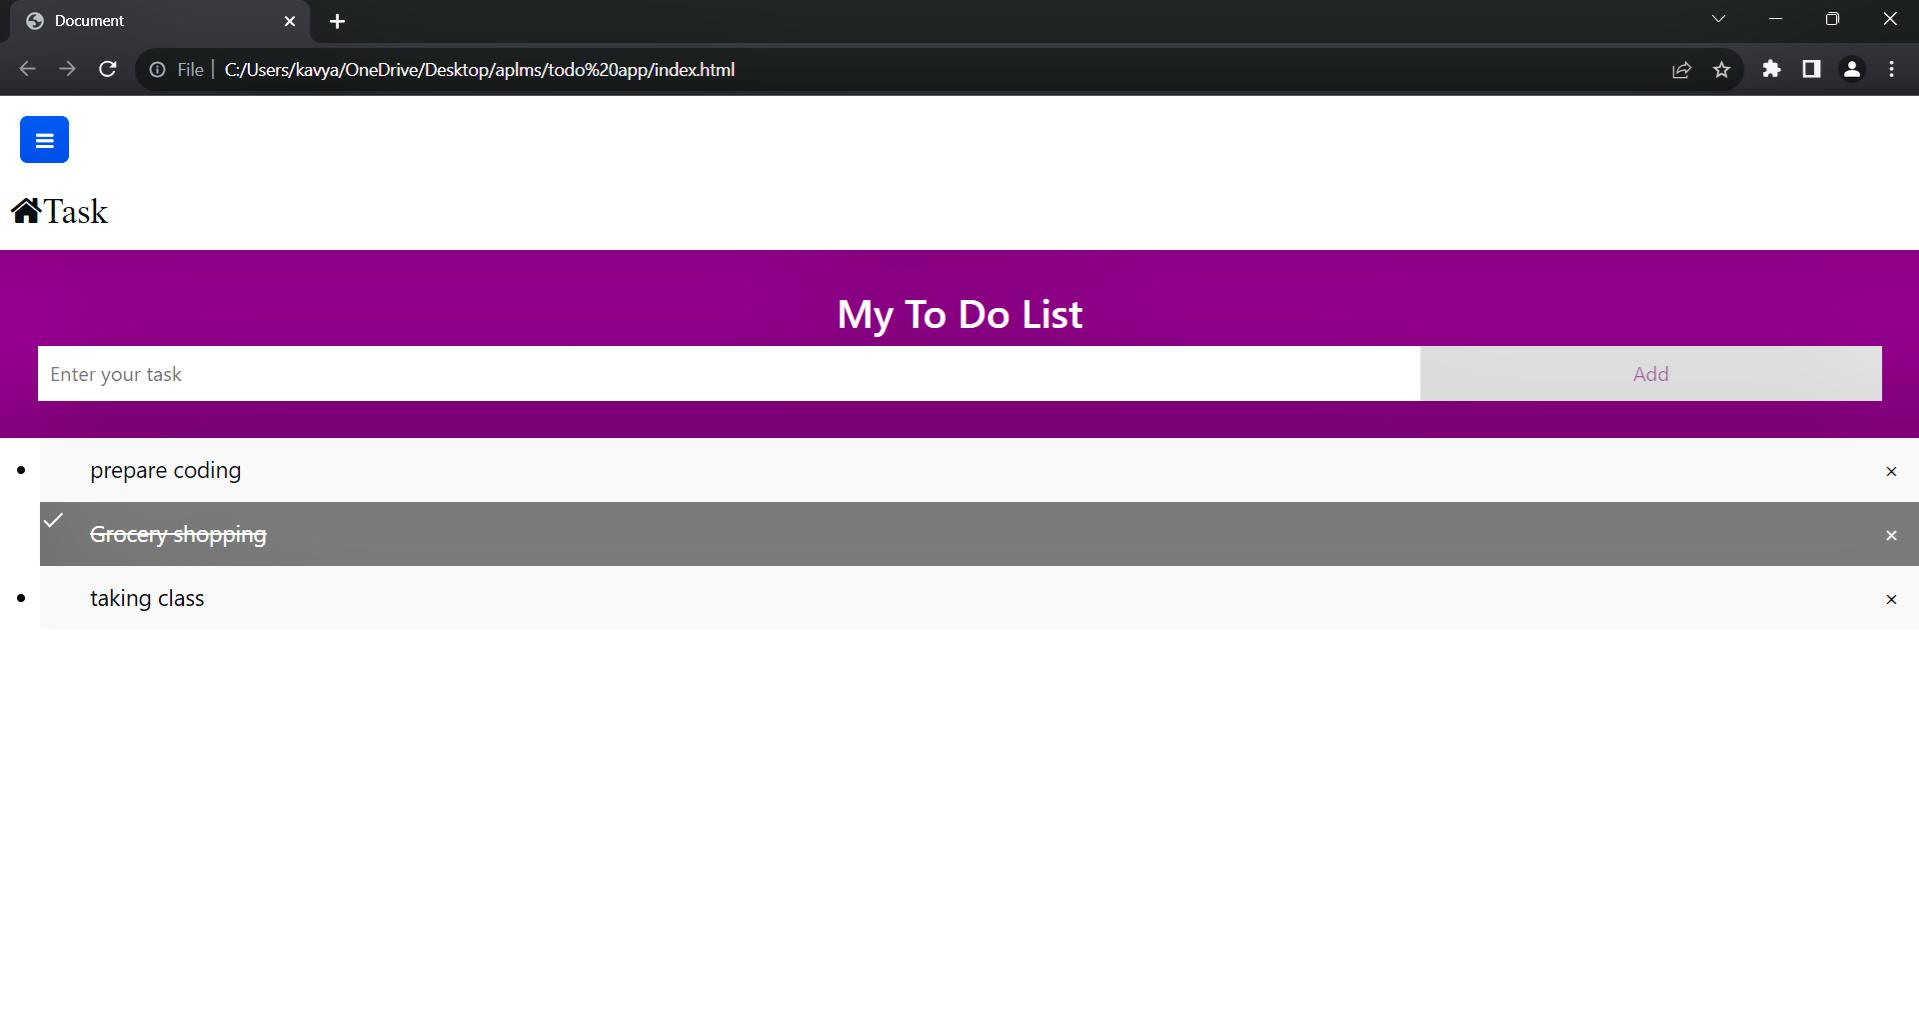 Document
File
C:/Users/kavya/OneDrive/Desktop/aplms/todo%20app/index.html
Task
My To Do List
Enter your task
Add
prepare coding
Grocery shopping
taking class